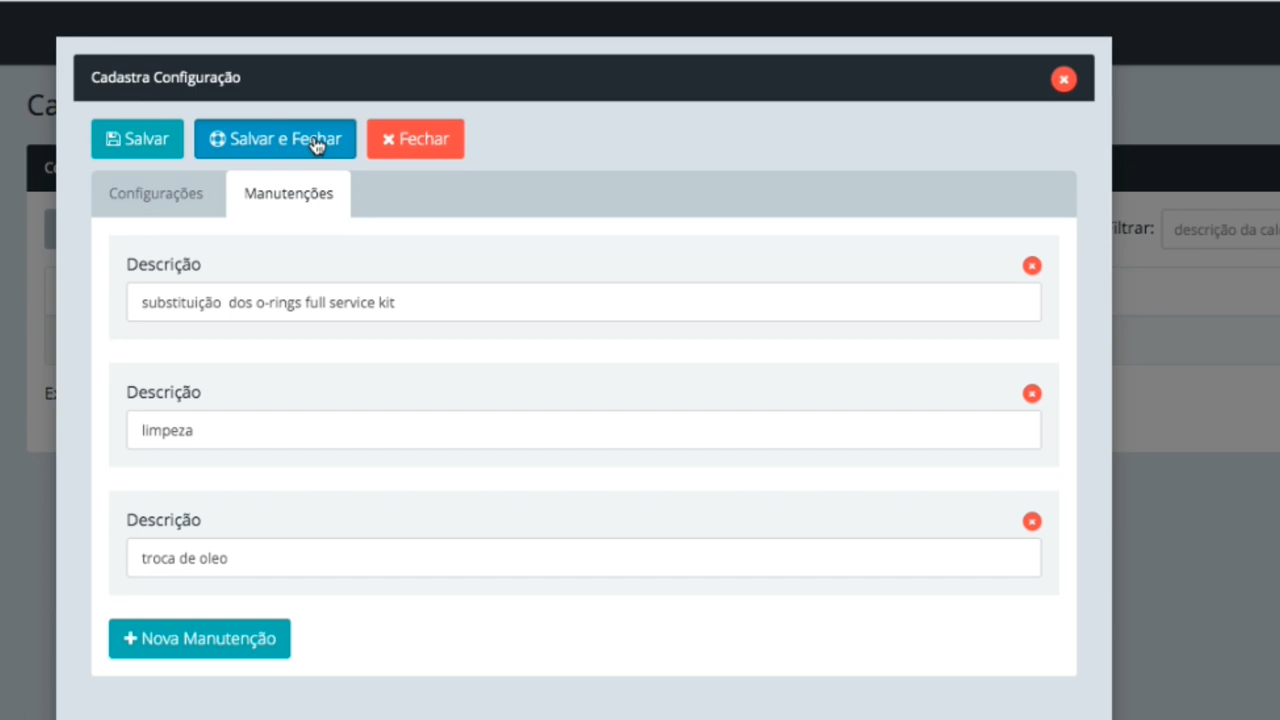 Ca
Cadastra Configuração
Salvar
Salvar e Fechar
Fechar
Configurações
Manutenções
iltrar:
descrição da
Descrição
substituição  dos o-rings full service kit
Descrição
limpeza
Descrição
troca de oleo
Nova Manutenção